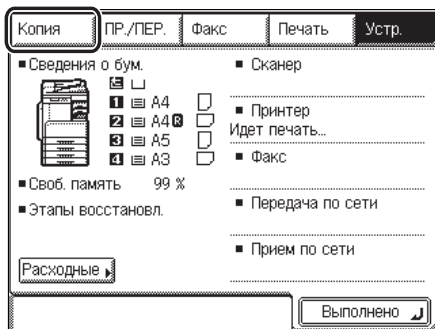 Копия ПР./ПЕР. Факс Печать Устр.
Сведения о бум.
1 A4
2 A4R
3 A5
4 A3
Своб. память 99 %
Этапы восстановл.
Расходные
Сканер
Принтер
Идет печать...
Факс
Передача по сети
Прием по сети
Выполнено